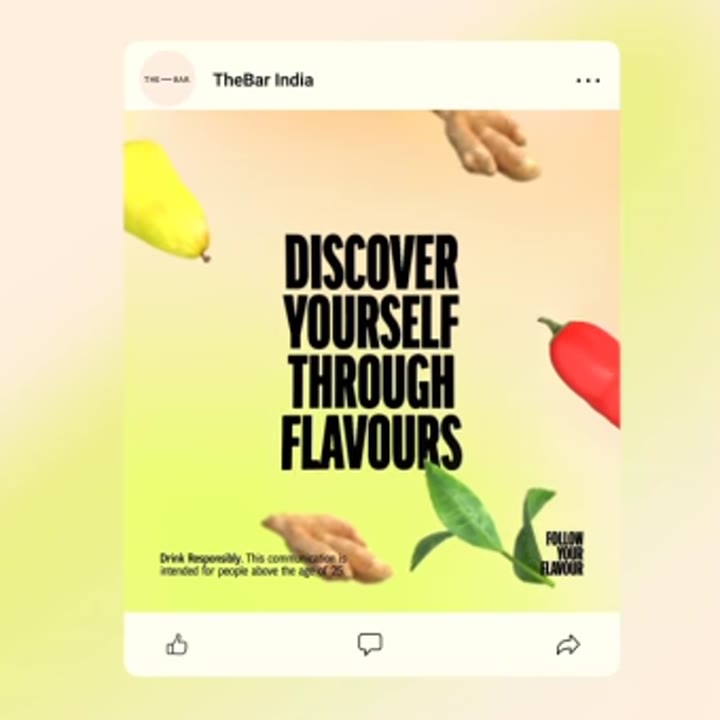 THE—BAR
TheBar India
DISCOVER
YOURSELF
THROUGH
FLAVOURS
Drink Responsibly. This communication is
intended for people above the age of '25.
FOLLOW
YOUR
FLAVOUR